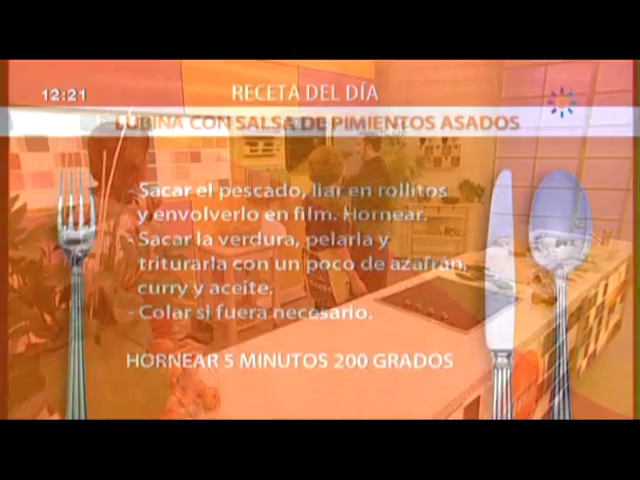 12:21
RECETA DEL DÍA
LUBINA CON SALSA DE PIMIENTOS ASADOS
- Sacar el pescado, liar en rollitos
y envolverlo en film. Hornear.
- Sacar la verdura, pelarla y
triturarla con un poco de azafrán,
curry y aceite.
- Colar si fuera necesario.
HORNEAR 5 MINUTOS 200 GRADOS